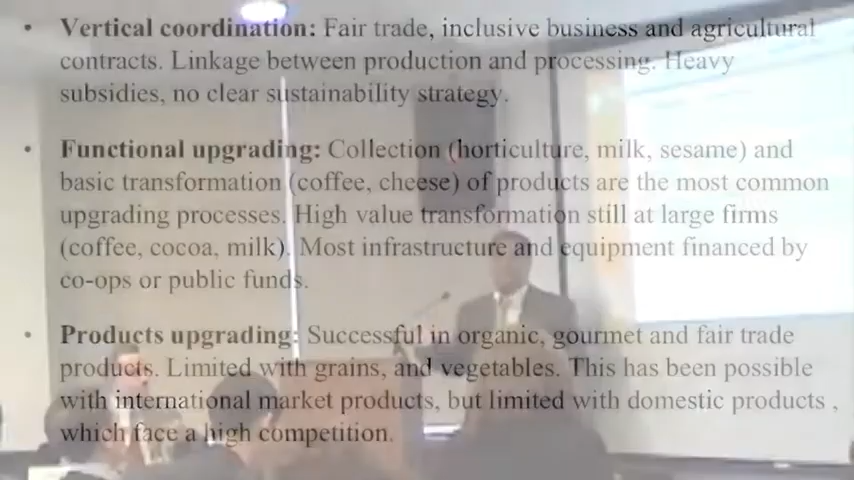 • Vertical coordination: Fair trade, inclusive business and agricultural
contracts. Linkage between production and processing. Heavy
subsidies, no clear sustainability strategy.
• Functional upgrading: Collection (horticulture, milk, sesame) and
basic transformation (coffee, cheese) of products are the most common
upgrading processes. High value transformation still at large firms
(coffee, cocoa, milk). Most infrastructure and equipment financed by
co-ops or public funds.
• Products upgrading: Successful in organic, gourmet and fair trade
products. Limited with grains, and vegetables. This has been possible
with international market products, but limited with domestic products ,
which face a high competition.